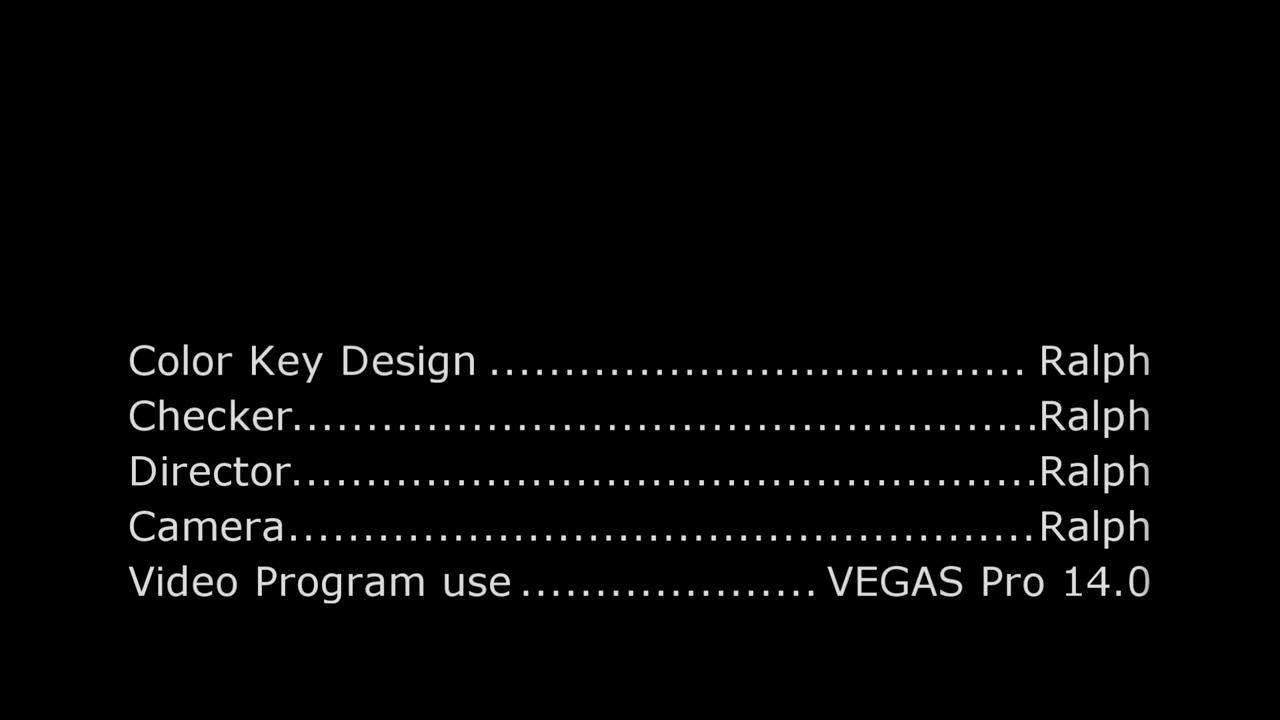 Color Key Design .................................... Ralph
Checker..................................................Ralph
Director..................................................Ralph
Camera..................................................Ralph
Video Program use .................... VEGAS Pro 14.0